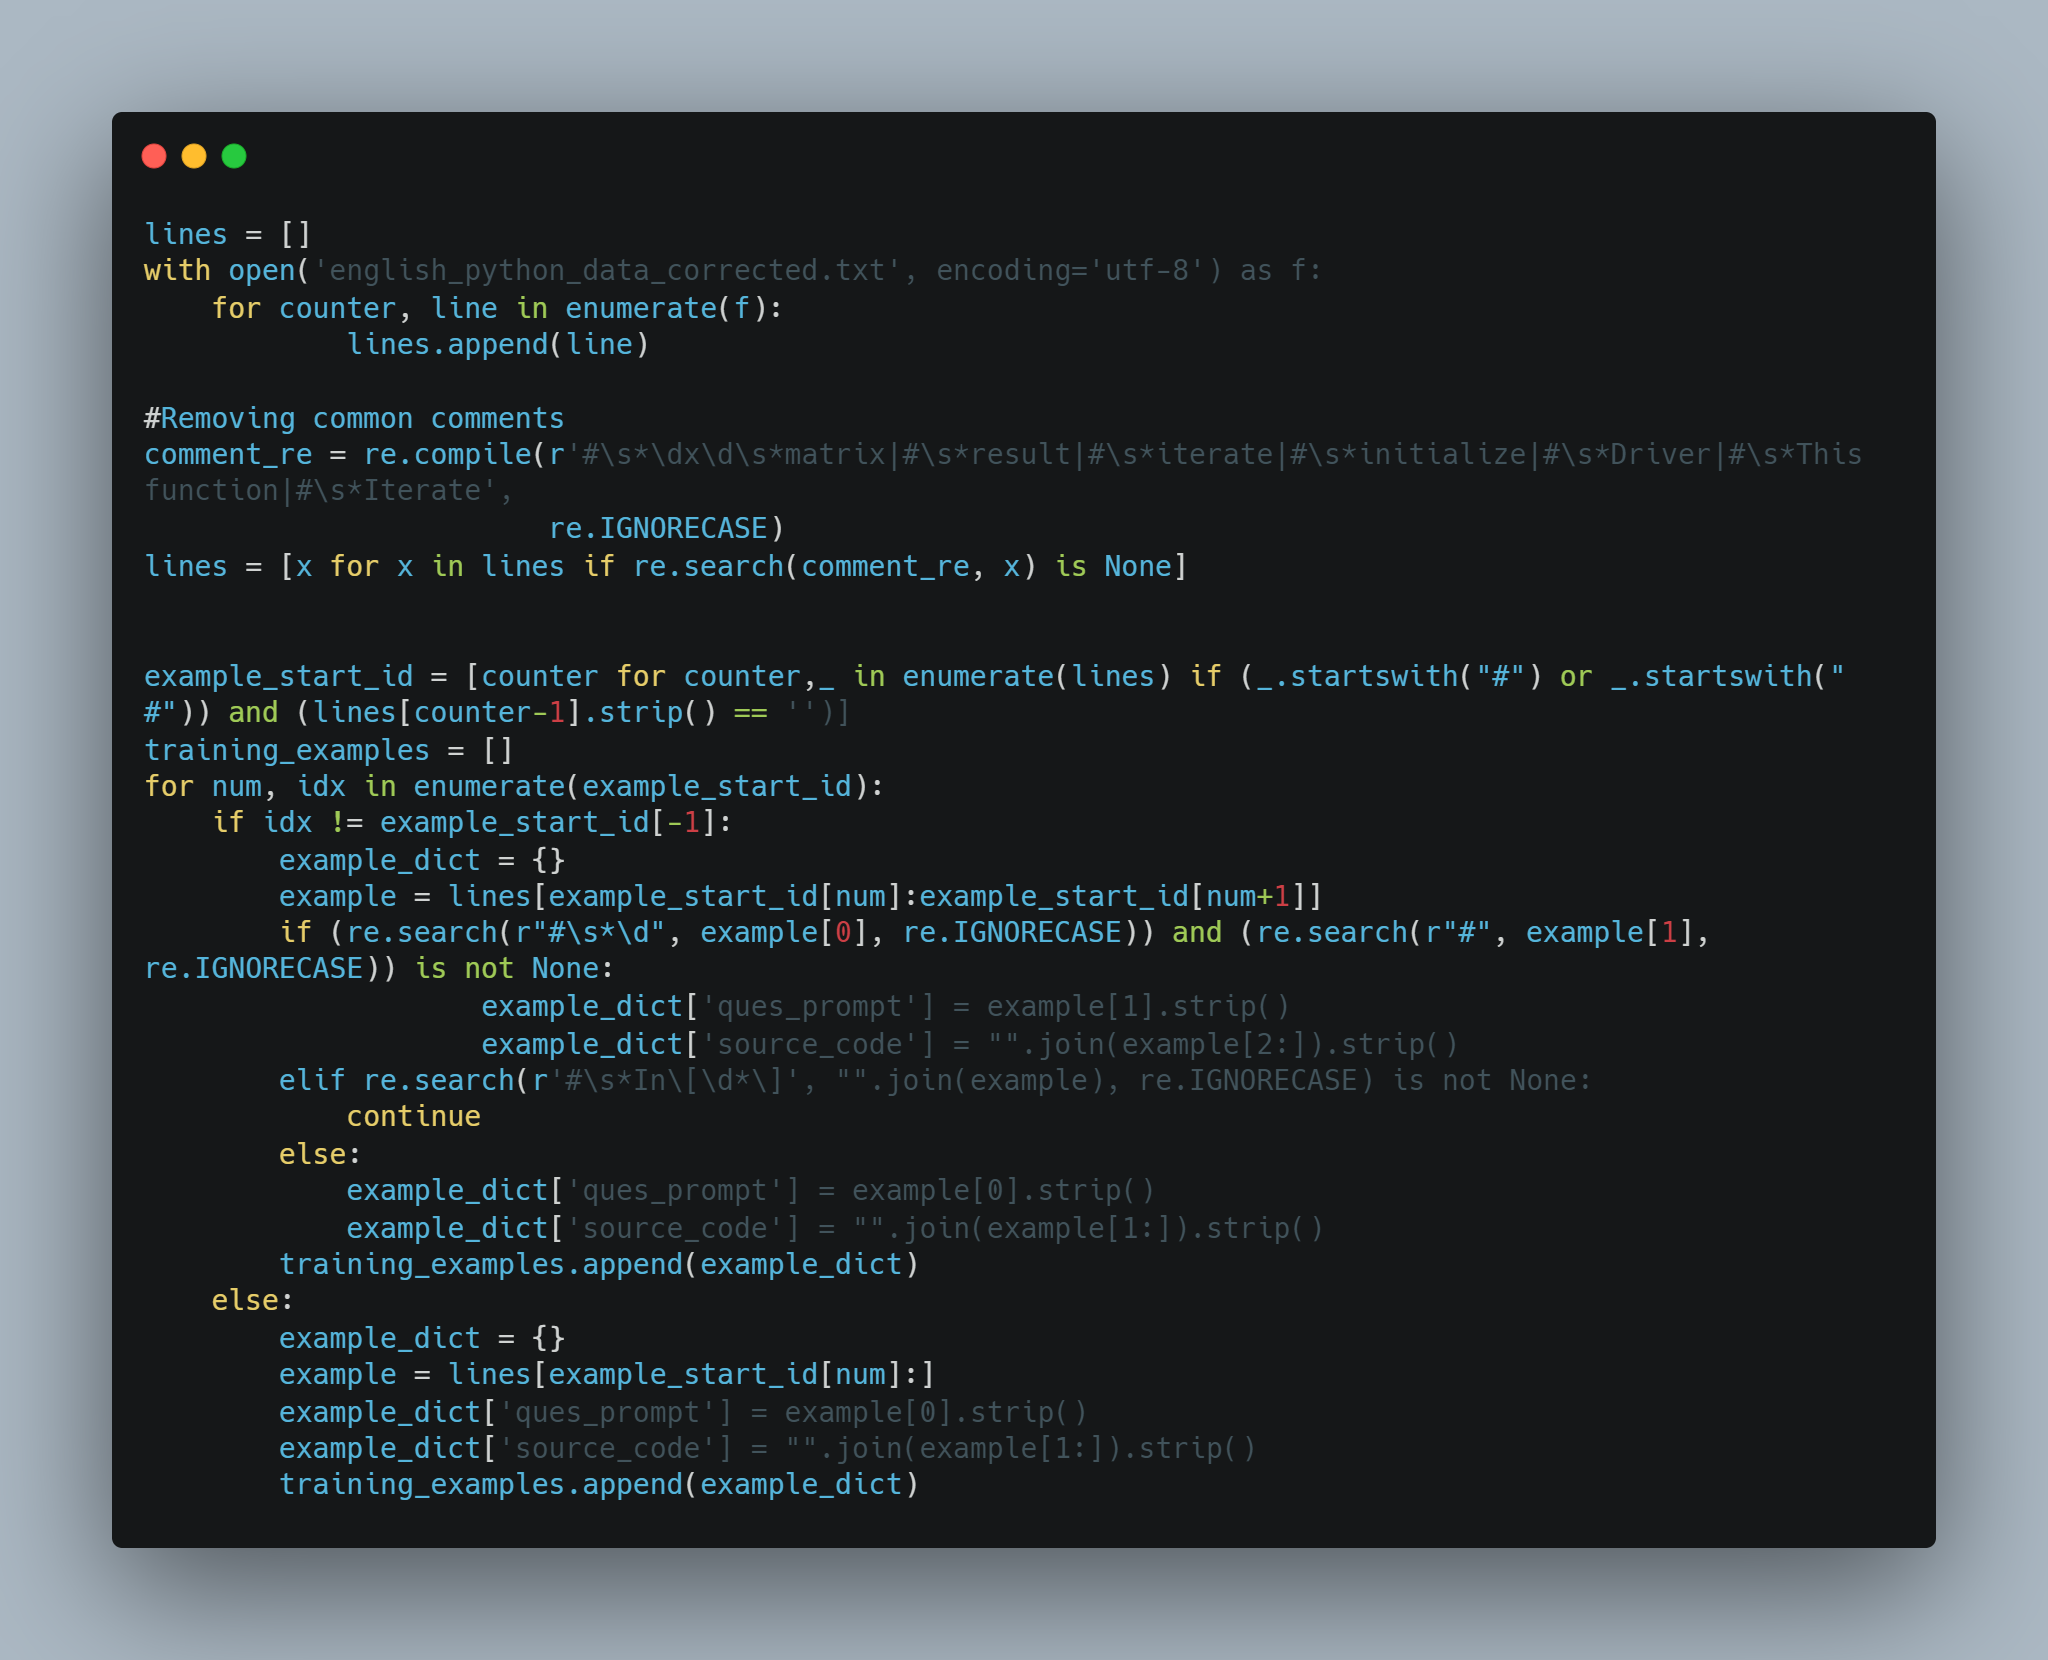 lines = []
with open('english_python_data_corrected.txt', encoding='utf-8') as f:
    for counter, line in enumerate(f):
            lines.append(line)

#Removing common comments
comment_re = re.compile(r'#\s*\dx\d\s*matrix|#\s*result|#\s*iterate|#\s*initialize|#\s*Driver|#\s*This
function|#\s*Iterate',
                        re.IGNORECASE)
lines = [x for x in lines if re.search(comment_re, x) is None]


example_start_id = [counter for counter,_ in enumerate(lines) if (_.startswith("#") or _.startswith("
#")) and (lines[counter-1].strip() == '')]
training_examples = []
for num, idx in enumerate(example_start_id):
    if idx != example_start_id[-1]:
        example_dict = {}
        example = lines[example_start_id[num]:example_start_id[num+1]]
        if (re.search(r"#\s*\d", example[0], re.IGNORECASE)) and (re.search(r"#", example[1],
re.IGNORECASE)) is not None:
                    example_dict['ques_prompt'] = example[1].strip()
                    example_dict['source_code'] = "".join(example[2:]).strip()
        elif re.search(r'#\s*In\[\d*\]', "".join(example), re.IGNORECASE) is not None:
            continue
        else:
            example_dict['ques_prompt'] = example[0].strip()
            example_dict['source_code'] = "".join(example[1:]).strip()
        training_examples.append(example_dict)
    else:
        example_dict = {}
        example = lines[example_start_id[num]:]
        example_dict['ques_prompt'] = example[0].strip()
        example_dict['source_code'] = "".join(example[1:]).strip()
        training_examples.append(example_dict)